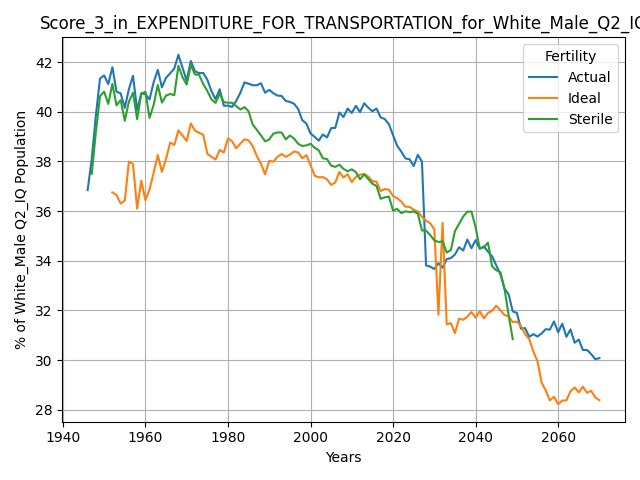 Score_3_in_EXPENDITURE_FOR_TRANSPORTATION_for_White_Male_Q2_IQ
Fertility
Actual
Ideal
Sterile
% of White_Male Q2_IQ Population
42
40
38
36
34
32
30
28
1940 1960 1980 2000 2020 2040 2060
Years